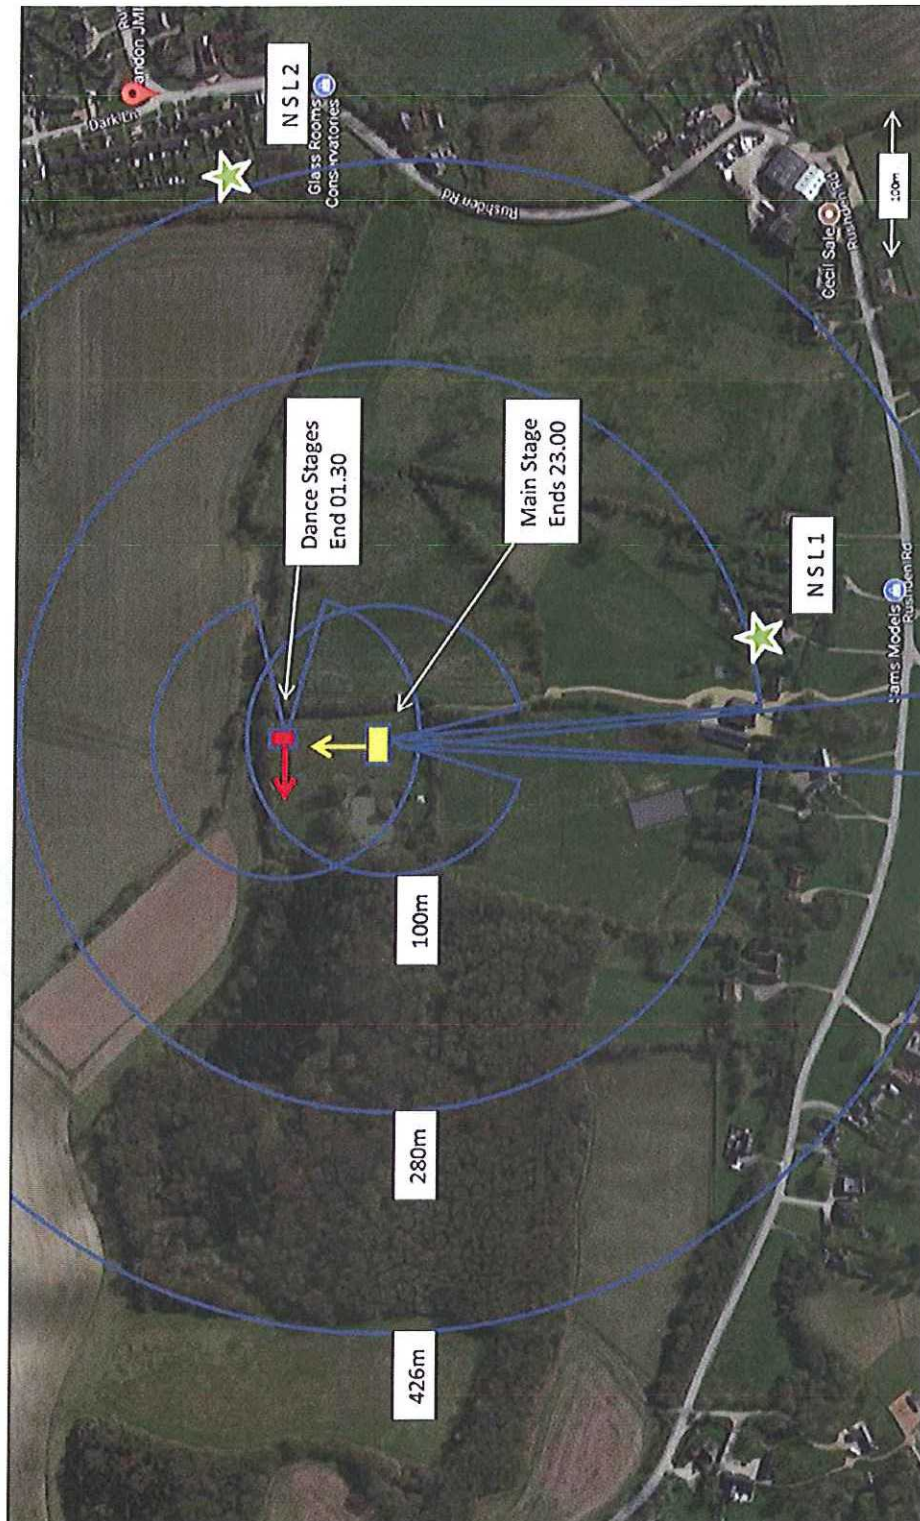 N S L 2
Glass Rooms
Conservatories
Dark Ln
Rushden Rd
Cecil Sale
Rushden Rd
100m
Dance Stages
End 01.30
Main Stage
Ends 23.00
N S L 1
Rushden Rd
100m
280m
426m